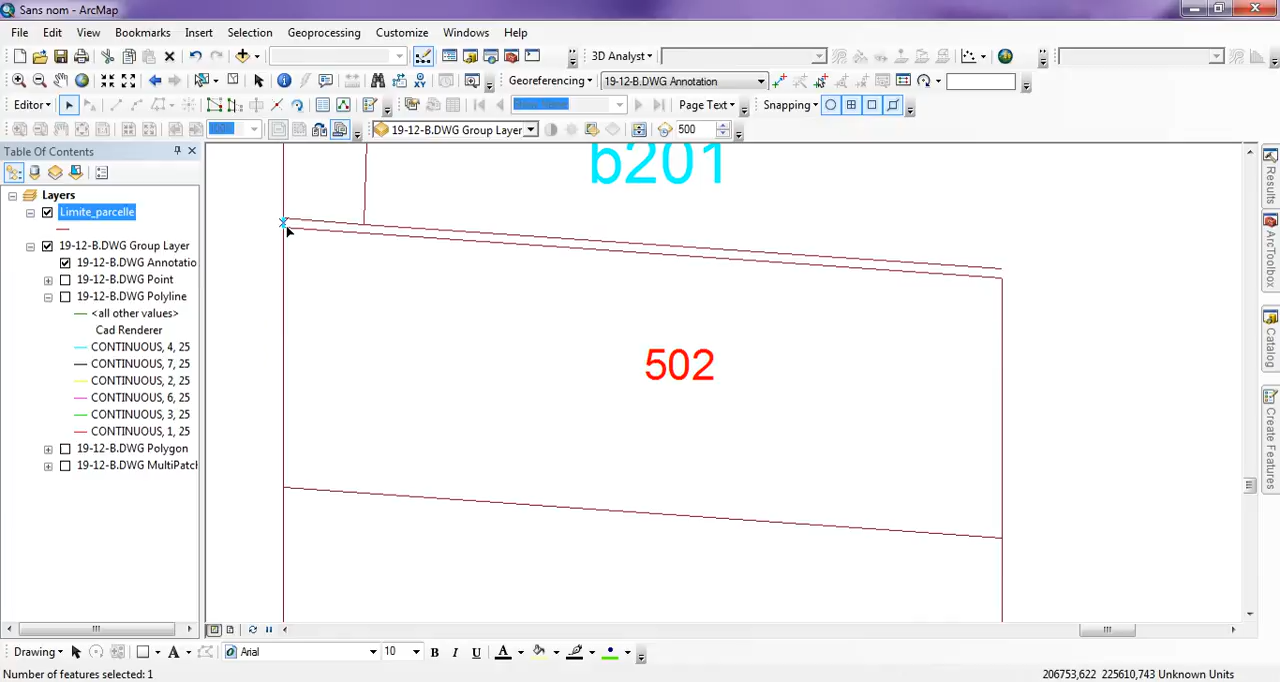 Sans nom - ArcMap
File Edit View Bookmarks Insert Selection Geoprocessing Customize Windows Help
3D Analyst
Georeferencing 19-12-B.DWG Annotation
Editor Page Text Snapping
100% 19-12-B.DWG Group Layer 500
Table Of Contents
Layers
Limite_parcelle
19-12-B.DWG Group Layer
19-12-B.DWG Annotatio
19-12-B.DWG Point
19-12-B.DWG Polyline
<all other values>
Cad Renderer
CONTINUOUS, 4, 25
CONTINUOUS, 7, 25
CONTINUOUS, 2, 25
CONTINUOUS, 6, 25
CONTINUOUS, 3, 25
CONTINUOUS, 1, 25
19-12-B.DWG Polygon
19-12-B.DWG MultiPatch
b201
502
Results
ArcToolbox
Catalog
Create Features
Drawing Arial 10 B I U A
Number of features selected: 1
206753,622 225610,743 Unknown Units